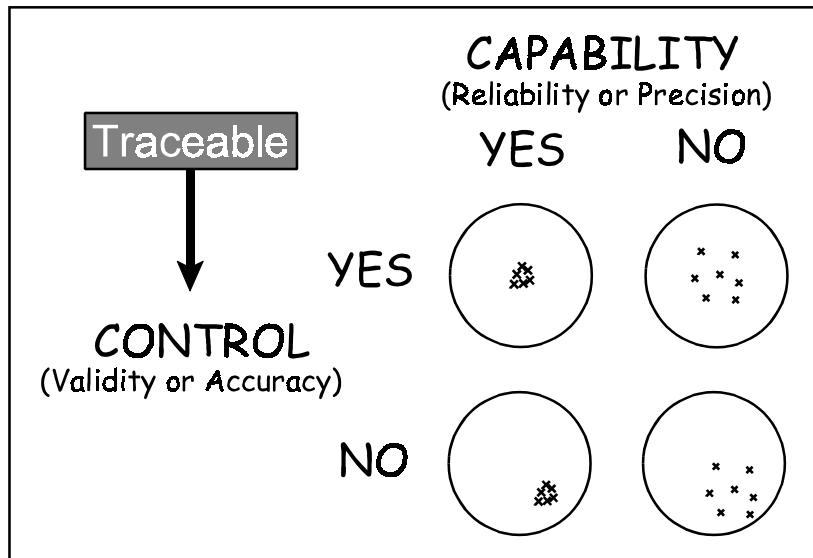 CAPABILITY
(Reliability or Precision)
Traceable
YES NO
YES
CONTROL
(Validity or Accuracy)
NO